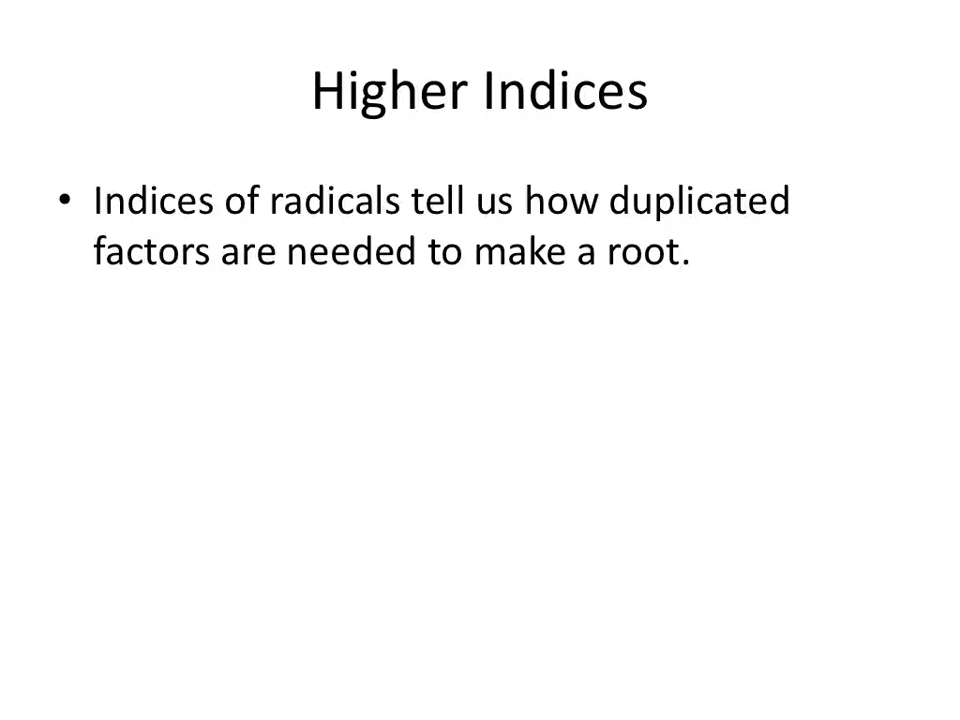 Higher Indices
• Indices of radicals tell us how duplicated
factors are needed to make a root.